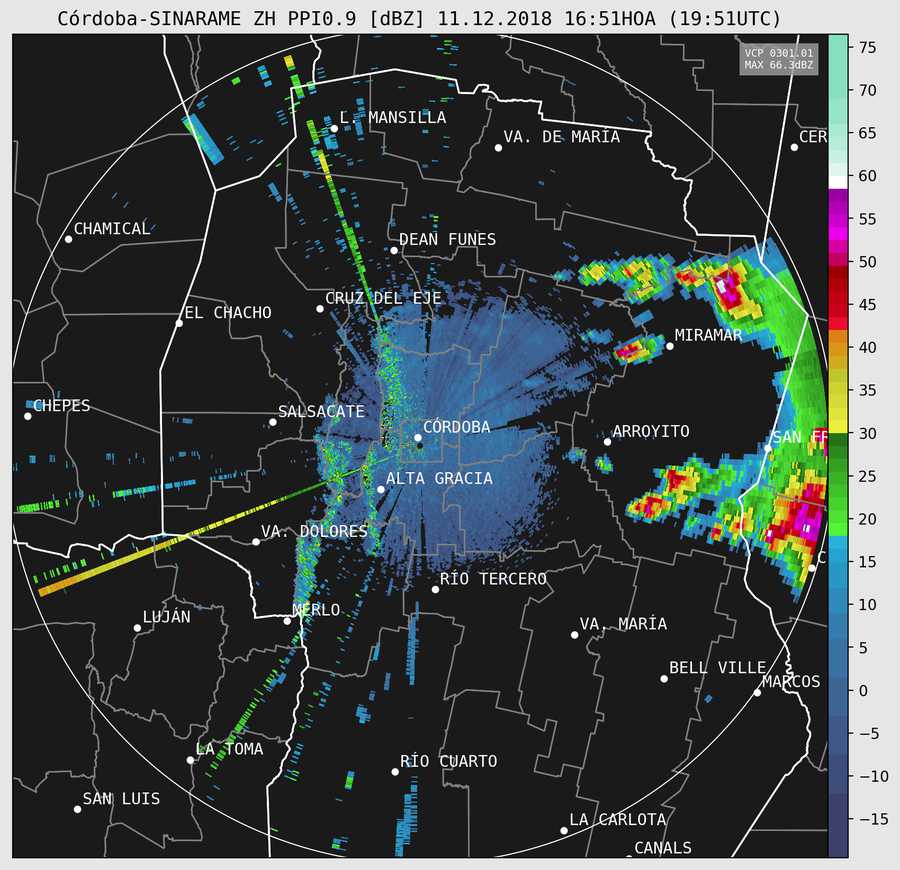 Córdoba-SINARAME ZH PPI0.9 [dBZ] 11.12.2018 16:51HOA (19:51UTC)
VCP 0301.01
MAX 66.3dBZ
75
70
65
60
55
50
45
40
35
30
25
20
15
10
5
0
−5
−10
−15
L. MANSILLA
VA. DE MARÍA
CER
CHAMICAL
DEAN FUNES
CRUZ DEL EJE
EL CHACHO
MIRAMAR
CHEPES
SALSACATE
CÓRDOBA
ARROYITO
SAN FR
ALTA GRACIA
VA. DOLORES
C
RÍO TERCERO
MERLO
LUJÁN
VA. MARÍA
BELL VILLE
MARCOS
LA TOMA
RÍO CUARTO
SAN LUIS
LA CARLOTA
CANALS